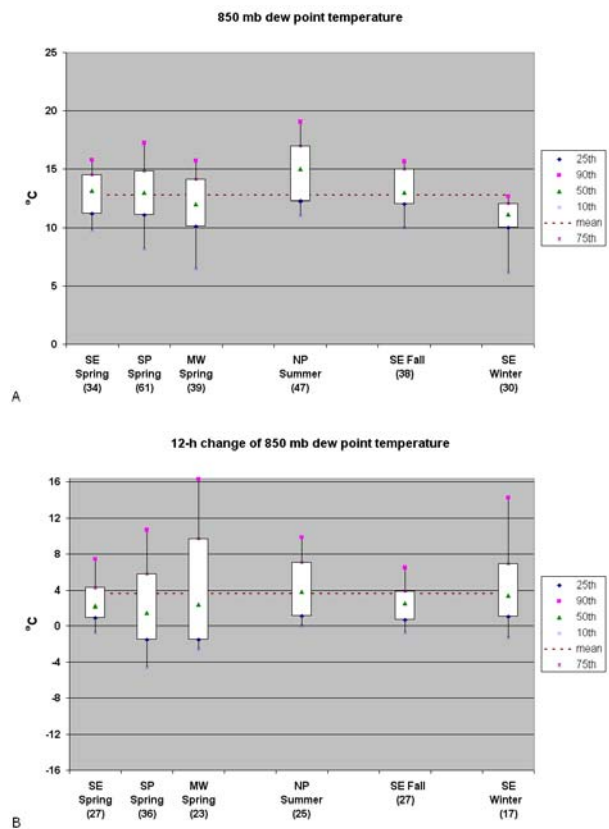 850 mb dew point temperature
25
20
15
10
5
0
°C
25th
90th
50th
10th
mean
75th
SE Spring (34)
SP Spring (61)
MW Spring (39)
NP Summer (47)
SE Fall (38)
SE Winter (30)
A
12-h change of 850 mb dew point temperature
16
12
8
4
0
-4
-8
-12
-16
°C
25th
90th
50th
10th
mean
75th
SE Spring (27)
SP Spring (36)
MW Spring (23)
NP Summer (25)
SE Fall (27)
SE Winter (17)
B